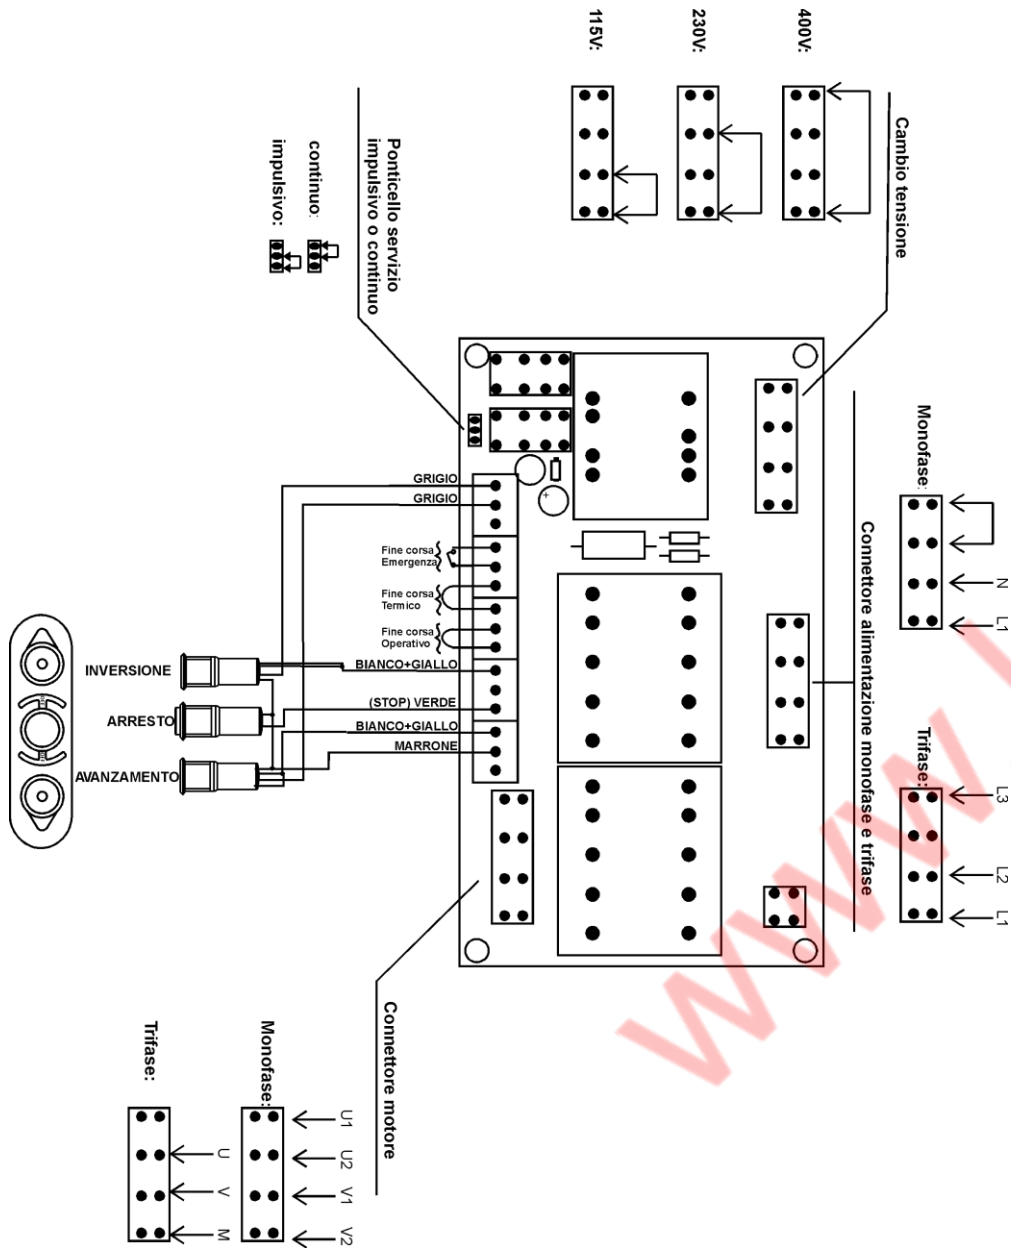 115V:
230V:
400V:
Cambio tensione
Ponticello servizio
impulsivo o continuo
continuo:
impulsivo:
Monofase:
N
L1
Connettore alimentazione monofase e trifase
Trifase:
L3
L2
L1
GRIGIO
GRIGIO
Fine corsa
Emergenza
Fine corsa
Termico
Fine corsa
Operativo
INVERSIONE
BIANCO+GIALLO
ARRESTO
(STOP) VERDE
BIANCO+GIALLO
MARRONE
AVANZAMENTO
+
Connettore motore
Monofase:
U1
U2
V1
V2
Trifase:
U
V
M
www